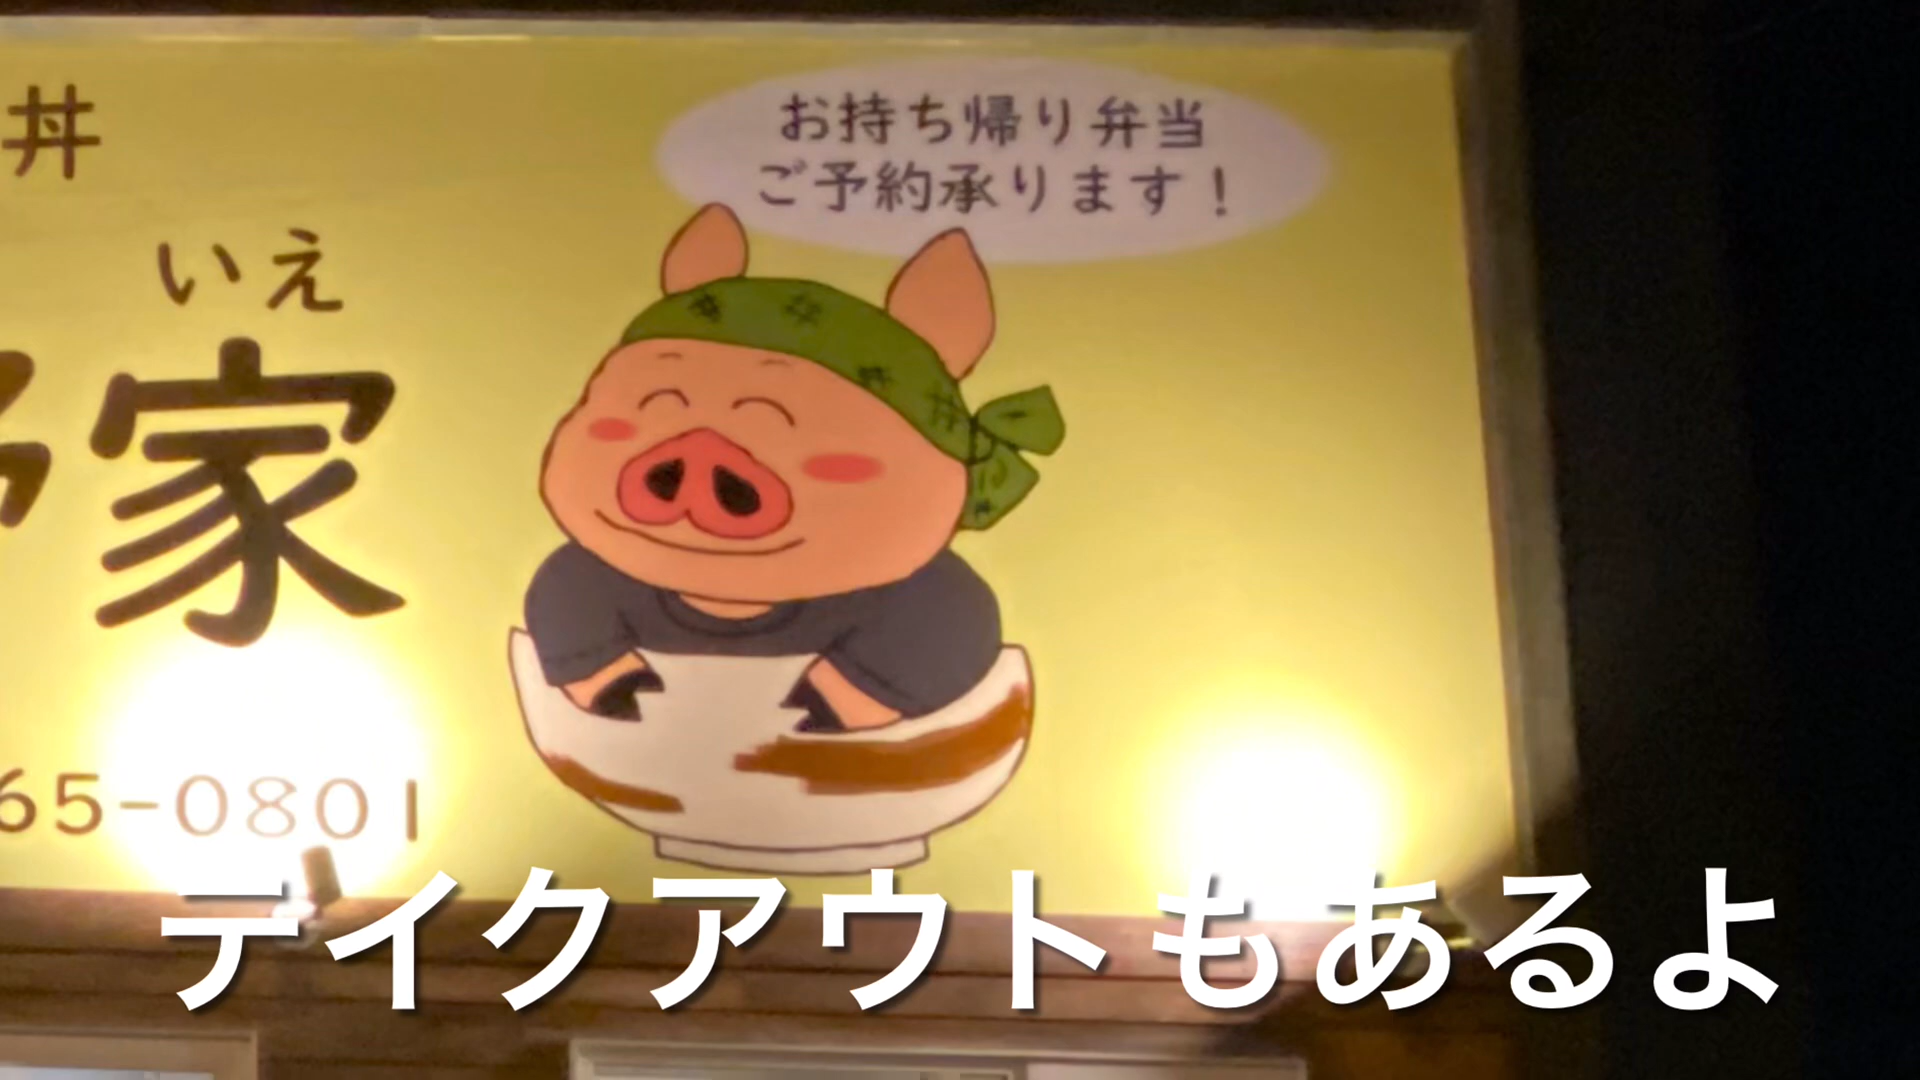 丼
お持ち帰り弁当
ご予約承ります！
いえ
家
65-0801
テイクアウトもあるよ